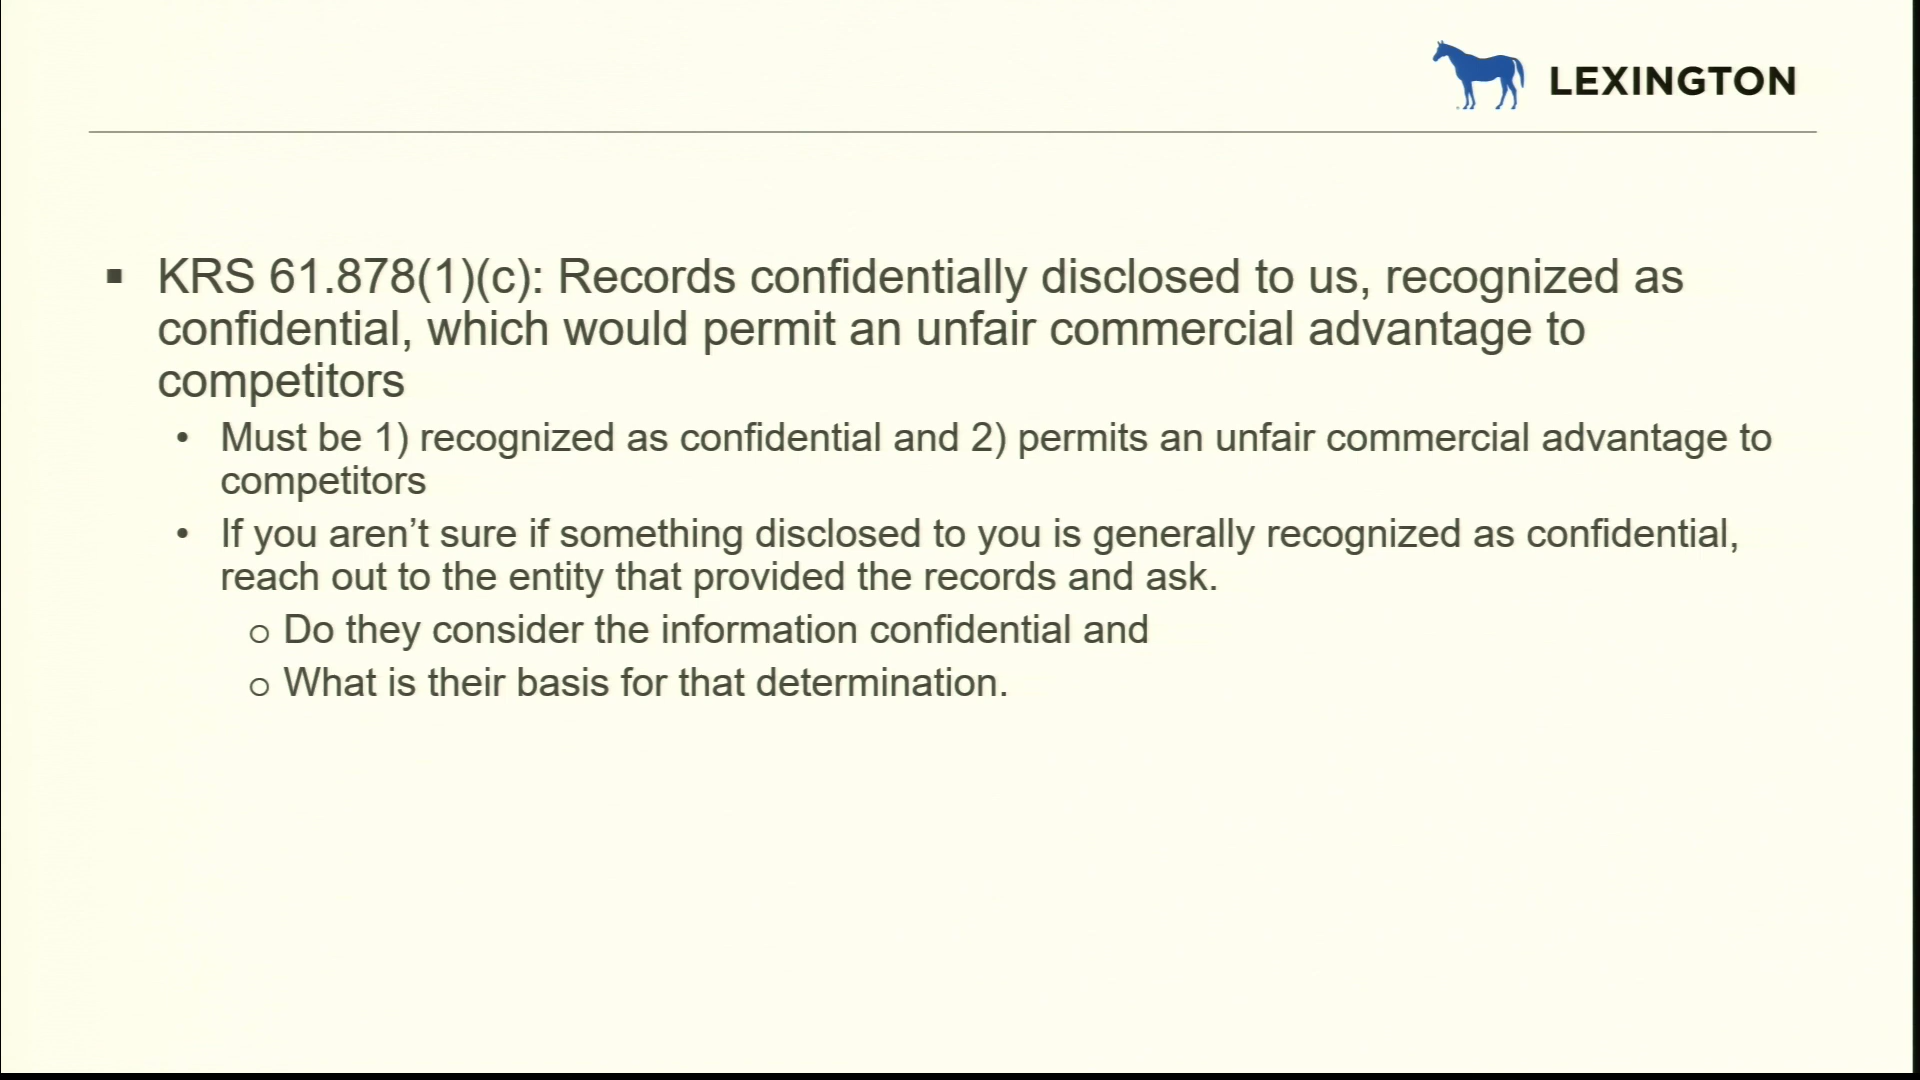 LEXINGTON
▪ KRS 61.878(1)(c): Records confidentially disclosed to us, recognized as
confidential, which would permit an unfair commercial advantage to
competitors
• Must be 1) recognized as confidential and 2) permits an unfair commercial advantage to
competitors
• If you aren’t sure if something disclosed to you is generally recognized as confidential,
reach out to the entity that provided the records and ask.
o Do they consider the information confidential and
o What is their basis for that determination.